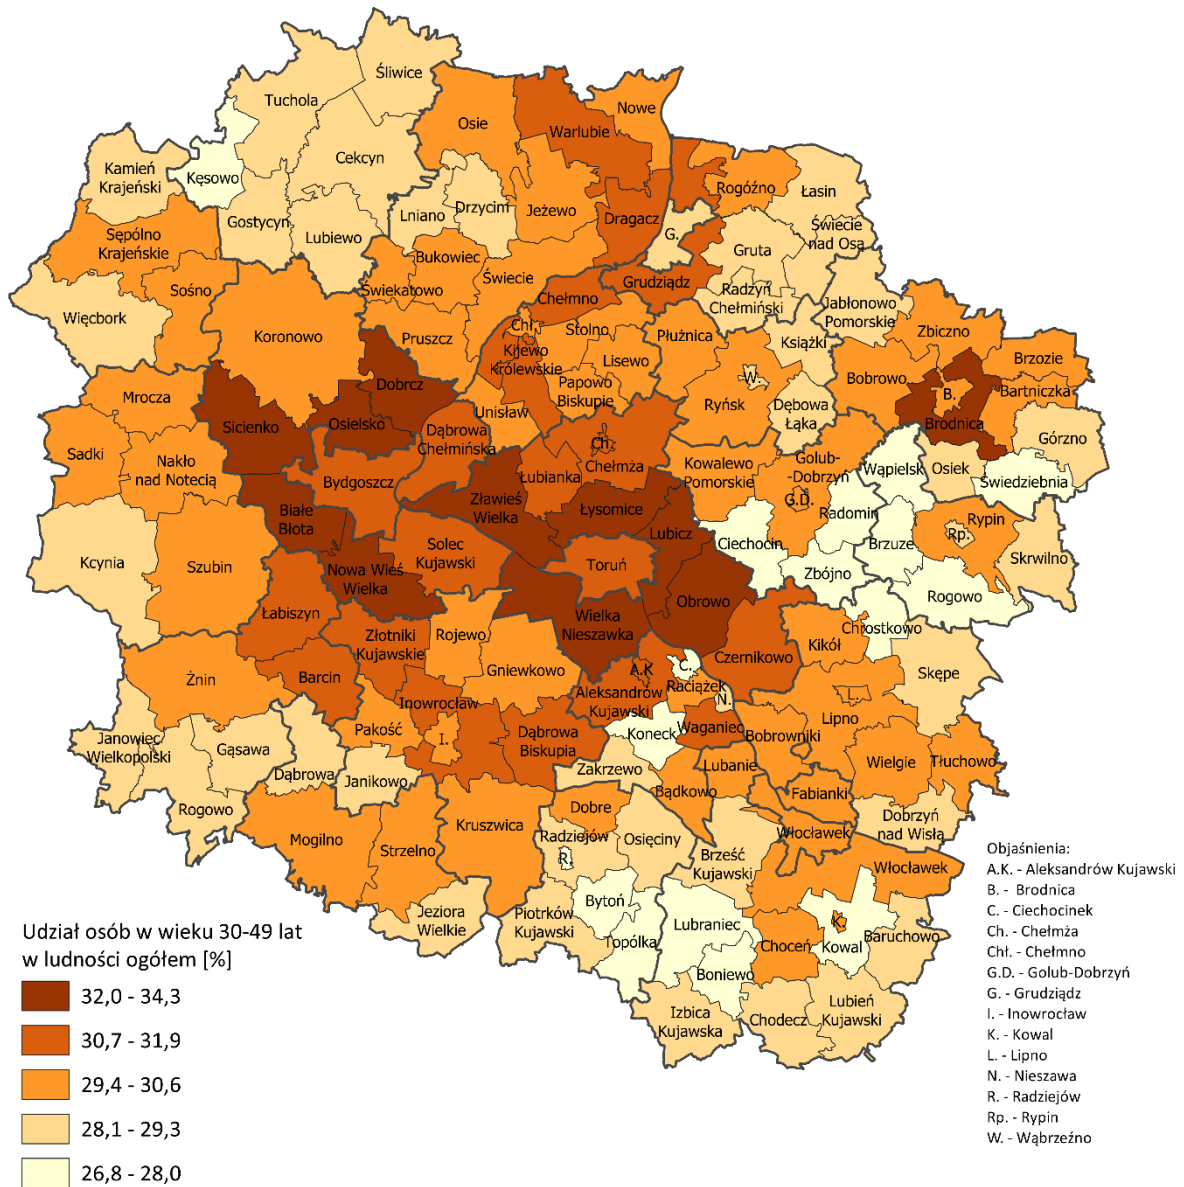 Śliwice
Tuchola
Osie
Nowe
Warlubie
Cekcyn
Kamień
Krajeński
Kęsowo
Rogóźno
Łasin
Lniano
Drzycim
Jeżewo
Dragacz
Gostycyn
Lubiewo
G.
Świecie
nad Osą
Sępólno
Krajeńskie
Bukowiec
Gruta
Świecie
Grudziądz
Sośno
Świekatowo
Radzyń
Chełmiński
Chełmno
Jabłonowo
Pomorskie
Więcbork
Koronowo
Pruszcz
Chł.
Stolno
Płużnica
Książki
Zbiczno
Kijewo
Królewskie
Lisewo
Brzozie
Dobrcz
Papowo
Biskupie
W.
Bobrowo
B.
Bartniczka
Mrocza
Unisław
Ryńsk
Dębowa
Łąka
Brodnica
Sicienko
Osielsko
Dąbrowa
Chełmińska
Ch.
Górzno
Sadki
Nakło
nad Notecią
Chełmża
Kowalewo
Pomorskie
Golub-
-Dobrzyń
Wąpielsk
Osiek
Świedziebnia
Bydgoszcz
Łubianka
G.D.
Zławieś
Wielka
Łysomice
Radomin
Rypin
Białe
Błota
Lubicz
Ciechocin
Rp.
Solec
Kujawski
Brzuze
Skrwilno
Kcynia
Szubin
Nowa Wieś
Wielka
Toruń
Zbójno
Rogowo
Obrowo
Łabiszyn
Wielka
Nieszawka
Chrostkowo
Złotniki
Kujawskie
Rojewo
Kikół
Gniewkowo
Czernikowo
Żnin
Barcin
A.K
C.
Skępe
Raciążek
Aleksandrów
Kujawski
L.
Inowrocław
N.
Lipno
Pakość
I.
Dąbrowa
Biskupia
Koneck
Waganiec
Bobrowniki
Janowiec
Wielkopolski
Gąsawa
Wielgie
Tłuchowo
Dąbrowa
Janikowo
Zakrzewo
Lubanie
Bądkowo
Fabianki
Rogowo
Dobre
Dobrzyń
nad Wisłą
Mogilno
Kruszwica
Radziejów
Osięciny
Włocławek
Strzelno
R.
Brześć
Kujawski
Włocławek
Bytoń
Jeziora
Wielkie
Piotrków
Kujawski
Lubraniec
K.
Topólka
Choceń
Kowal
Baruchowo
Boniewo
Izbica
Kujawska
Chodecz
Lubień
Kujawski
Objaśnienia:
A.K. - Aleksandrów Kujawski
B. - Brodnica
C. - Ciechocinek
Ch. - Chełmża
Chł. - Chełmno
G.D. - Golub-Dobrzyń
G. - Grudziądz
I. - Inowrocław
K. - Kowal
L. - Lipno
N. - Nieszawa
R. - Radziejów
Rp. - Rypin
W. - Wąbrzeźno
Udział osób w wieku 30-49 lat
w ludności ogółem [%]
32,0 - 34,3
30,7 - 31,9
29,4 - 30,6
28,1 - 29,3
26,8 - 28,0